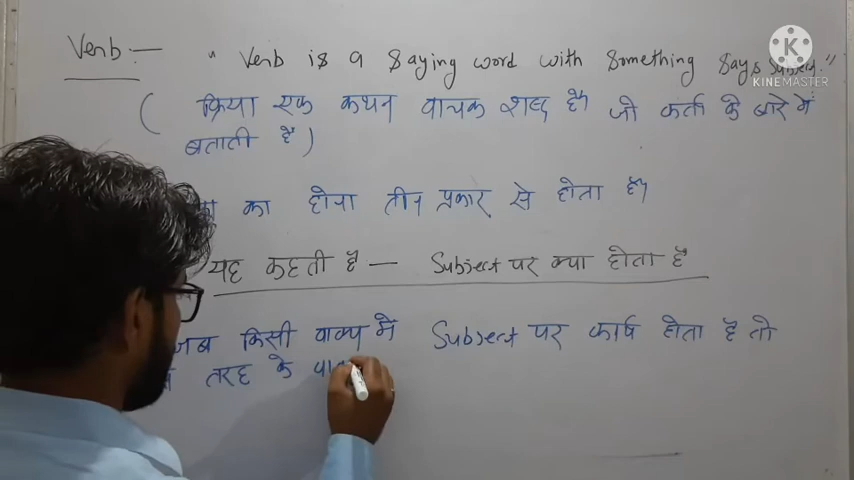 Verb :— " Verb is a Saying word with Something Says Subject."
( क्रिया एक कथन वाचक शब्द है जो कर्ता के बारे में
बताती है )
का होना तीन प्रकार से होता है
यह कहती है — Subject पर क्या होता है
जब किसी वाक्य में Subject पर कार्य होता है तो
तरह के
KINEMASTER